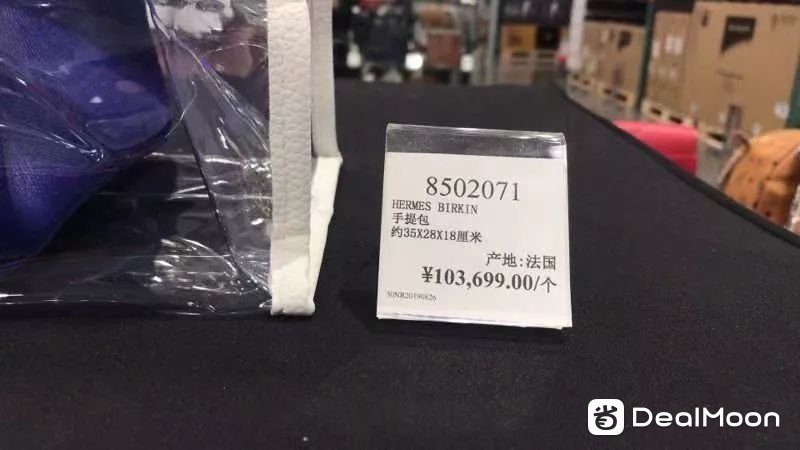 8502071
HERMES BIRKIN
手提包
约35X28X18厘米
产地:法国
¥103,699.00/个
30NR20190826
省 DealMoon